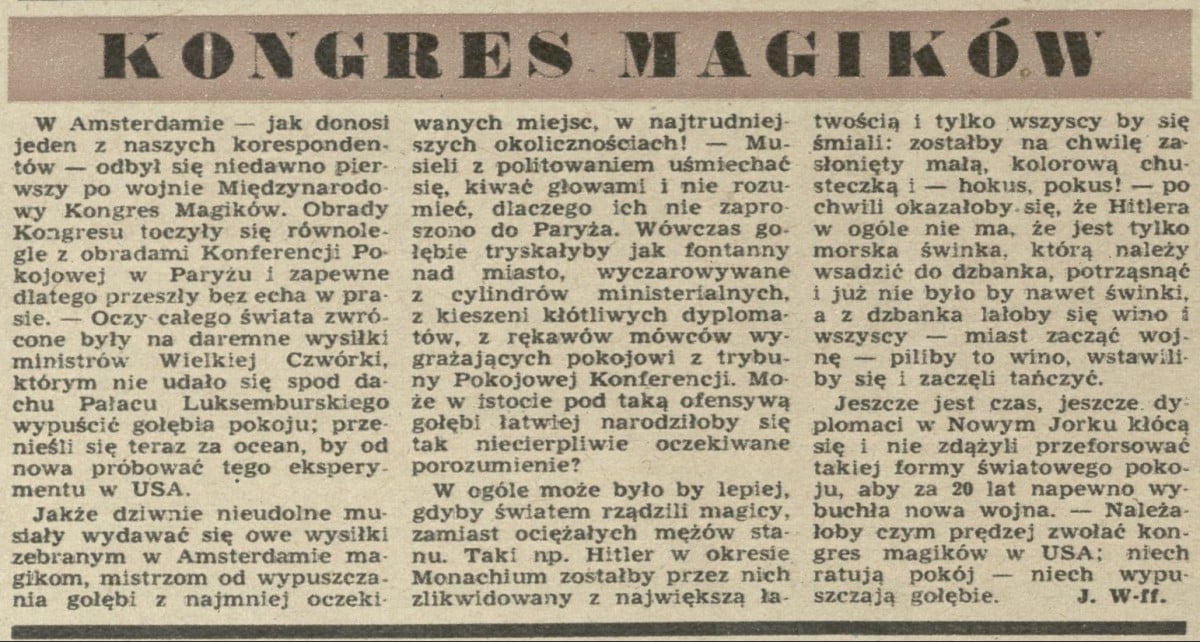 KONGRES MAGIKÓW
W Amsterdamie — jak donosi
jeden z naszych koresponden-
tów — odbył się niedawno pier-
wszy po wojnie Międzynarodo-
wy Kongres Magików. Obrady
Kongresu toczyły się równole-
gle z obradami Konferencji Po-
kojowej w Paryżu i zapewne
dlatego przeszły bez echa w pra-
sie. — Oczy całego świata zwró-
cone były na daremne wysiłki
ministrów Wielkiej Czwórki,
którym nie udało się spod da-
chu Pałacu Luksemburskiego
wypuścić gołębia pokoju; prze-
nieśli się teraz za ocean, by od
nowa próbować tego ekspery-
mentu w USA.
Jakże dziwnie nieudolne mu-
siały wydawać się owe wysiłki
zebranym w Amsterdamie ma-
gikom, mistrzom od wypuszcza-
nia gołębi z najmniej oczeki-
wanych miejsc, w najtrudniej-
szych okolicznościach! — Mu-
sieli z politowaniem uśmiechać
się, kiwać głowami i nie rozu-
mieć, dlaczego ich nie zapro-
szono do Paryża. Wówczas go-
łębie tryskałyby jak fontanny
nad miasto, wyczarowywane
z cylindrów ministerialnych,
z kieszeni kłótliwych dyploma-
tów, z rękawów mówców wy-
grażających pokojowi z trybu-
ny Pokojowej Konferencji. Mo-
że w istocie pod taką ofensywą
gołębi łatwiej narodziłoby się
tak niecierpliwie oczekiwane
porozumienie?
W ogóle może było by lepiej,
gdyby światem rządzili magicy,
zamiast ociężałych mężów sta-
nu. Taki np. Hitler w okresie
Monachium zostałby przez nich
zlikwidowany z największą ła-
twością i tylko wszyscy by się
śmiali: zostałby na chwilę za-
słonięty małą, kolorową chu-
steczką i — hokus, pokus! — po
chwili okazałoby się, że Hitlera
w ogóle nie ma, że jest tylko
morska świnka, którą należy
wsadzić do dzbanka, potrząsnąć
i już nie było by nawet świnki,
a z dzbanka lałoby się wino i
wszyscy — miast zacząć woj-
nę — piliby to wino, wstawili-
by się i zaczęli tańczyć.
Jeszcze jest czas, jeszcze dy-
plomaci w Nowym Jorku kłócą
się i nie zdążyli przeforsować
takiej formy światowego poko-
ju, aby za 20 lat napewno wy-
buchła nowa wojna. — Należa-
łoby czym prędzej zwołać kon-
gres magików w USA; niech
ratują pokój — niech wypu-
szczają gołębie. J. W-ff.